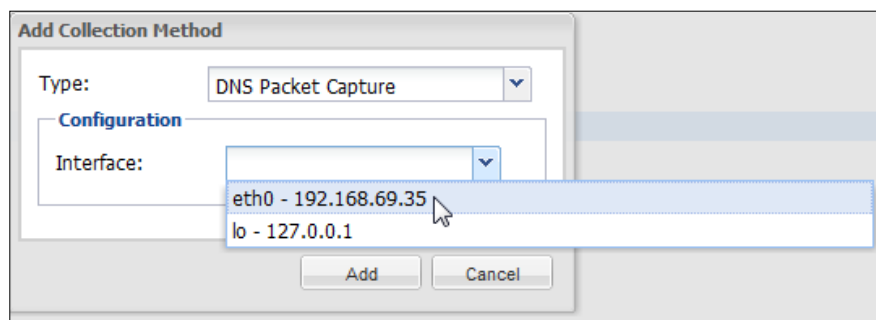 Add Collection Method
Type: DNS Packet Capture
Configuration
Interface:
eth0 - 192.168.69.35
lo - 127.0.0.1
Add Cancel